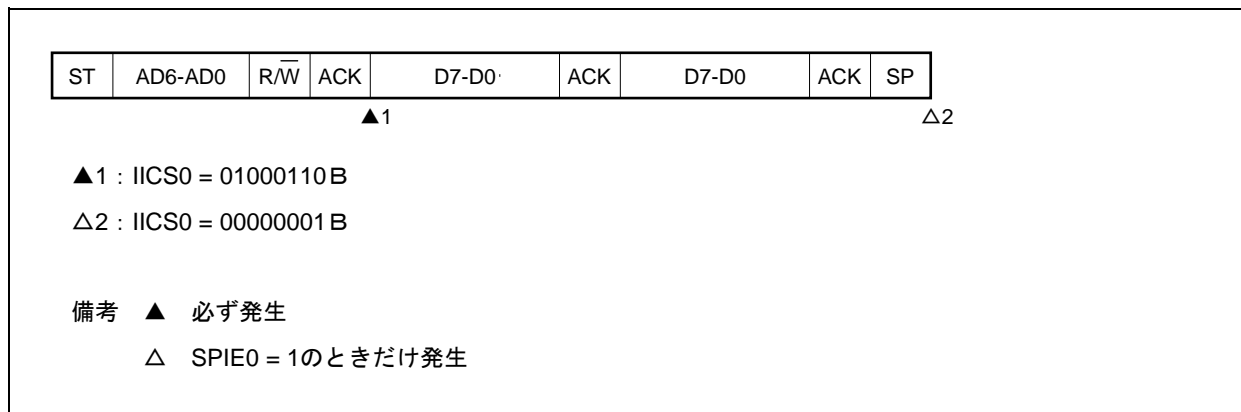 ST AD6-AD0 R/W̅ ACK D7-D0 ACK D7-D0 ACK SP
▲1 △2
▲1：IICS0 = 01000110B
△2：IICS0 = 00000001B
備考 ▲ 必ず発生
△ SPIE0 = 1のときだけ発生